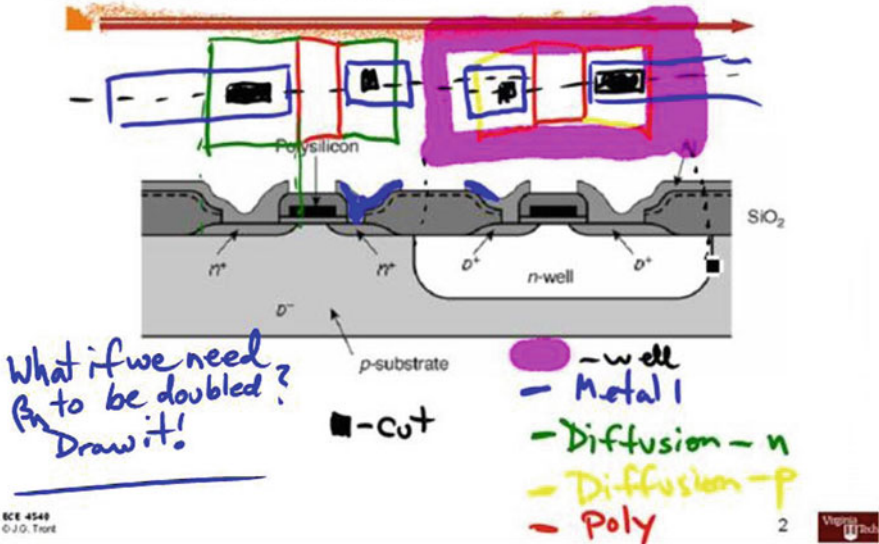 Polysilicon
Al
SiO₂
n⁺
n⁺
p⁺
p⁺
n-well
p⁻
p-substrate
What if we need
βn to be doubled?
Draw it!
■ - cut
- well
- Metal 1
- Diffusion - n
- Diffusion - p
- Poly
ECE 4540
© J.G. Tront
2
Virginia
Tech